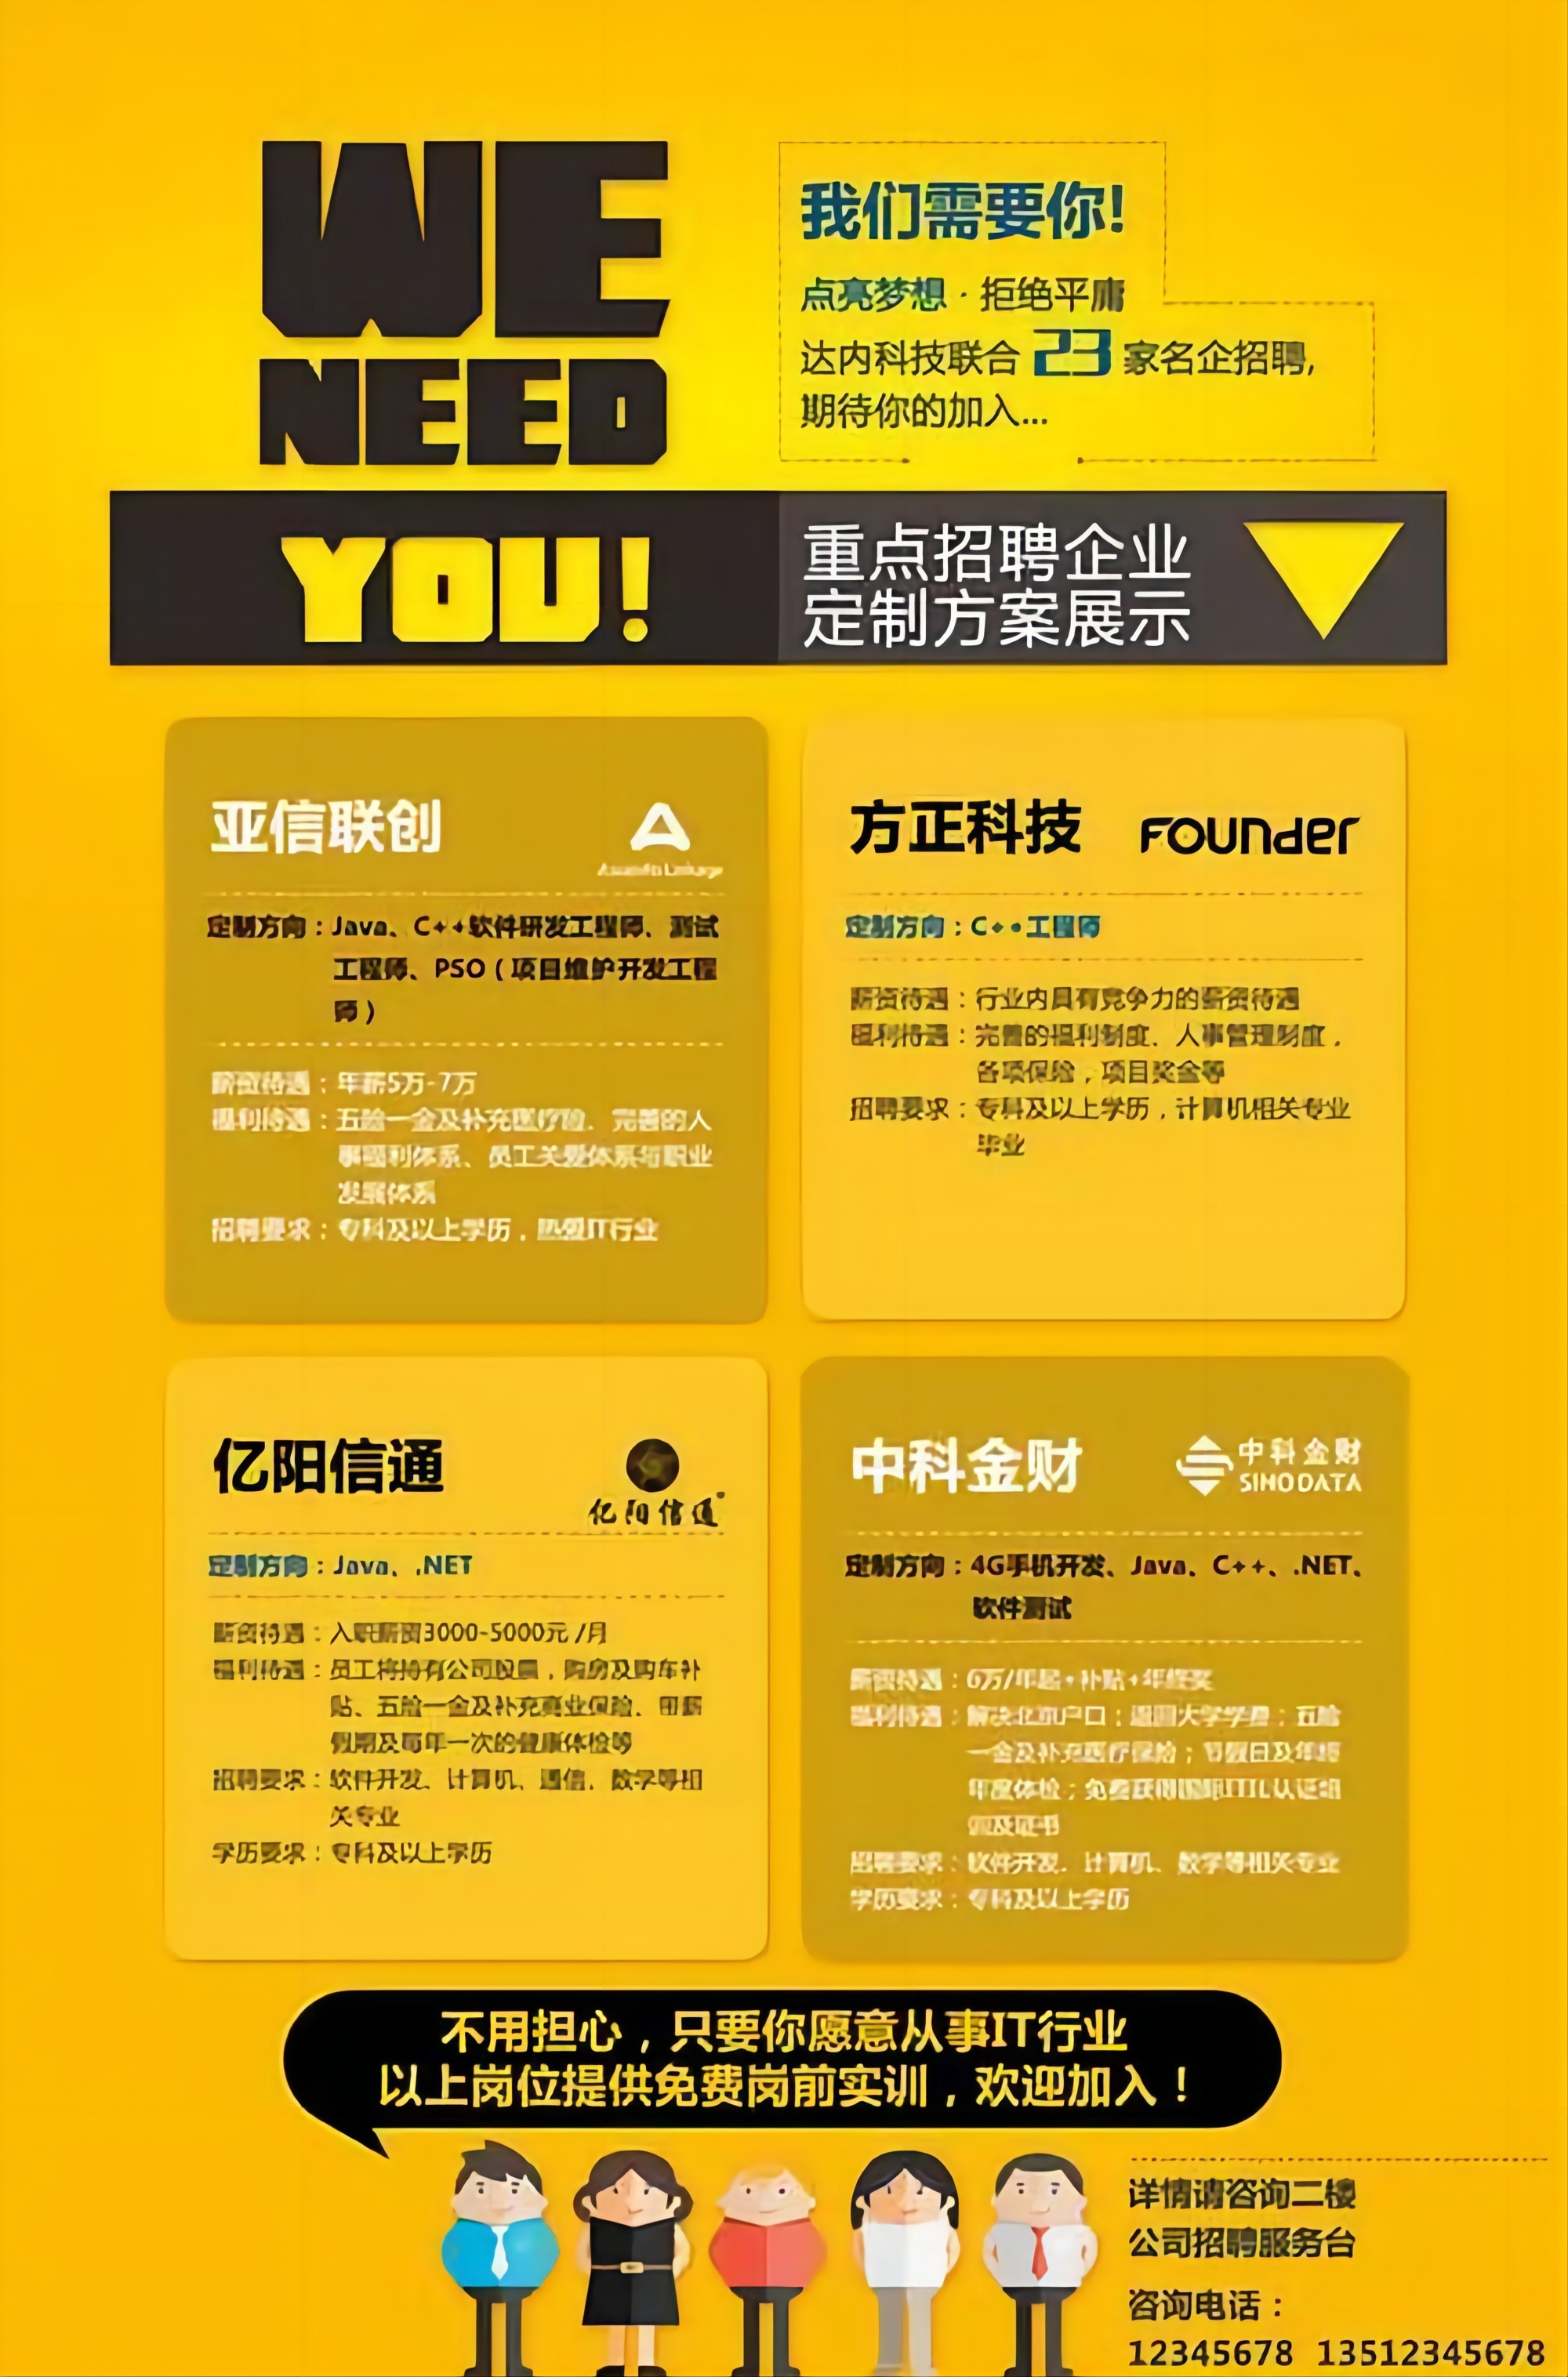 WE
NEED
YOU!
我们需要你!
点亮梦想·拒绝平庸
达内科技联合 23 家名企招聘,
期待你的加入...
重点招聘企业
定制方案展示
亚信联创
定制方向：Java、C++软件研发工程师、测试
工程师、PSO（项目维护开发工程
师）
薪资待遇：年薪5万-7万
福利待遇：五险一金及补充医疗险、完善的人
事福利体系、员工关爱体系与职业
发展体系
招聘要求：专科及以上学历，热爱IT行业
方正科技
FOUNDER
定制方向：C++工程师
薪资待遇：行业内具有竞争力的薪资待遇
福利待遇：完善的福利制度、人事管理制度，
各项保险，项目奖金等
招聘要求：专科及以上学历，计算机相关专业
毕业
亿阳信通
亿阳信通
定制方向：Java、.NET
薪资待遇：入职薪资3000-5000元/月
福利待遇：员工将持有公司股票，购房及购车补
贴、五险一金及补充商业保险、带薪
假期及每年一次的健康体检等
招聘要求：软件开发、计算机、通信、数学等相
关专业
学历要求：专科及以上学历
中科金财
中科金财
SINODATA
定制方向：4G手机开发、Java、C++、.NET、
软件测试
薪资待遇：6万/年起+补贴+年终奖
福利待遇：解决北京户口；大学学费；五险
一金及补充医疗保险；节假日及年终
年度体检；免费获得国际ITIL认证培
训及证书
招聘要求：软件开发、计算机、数学等相关专业
学历要求：专科及以上学历
不用担心，只要你愿意从事IT行业
以上岗位提供免费岗前实训，欢迎加入！
详情请咨询二楼
公司招聘服务台
咨询电话：
12345678 13512345678